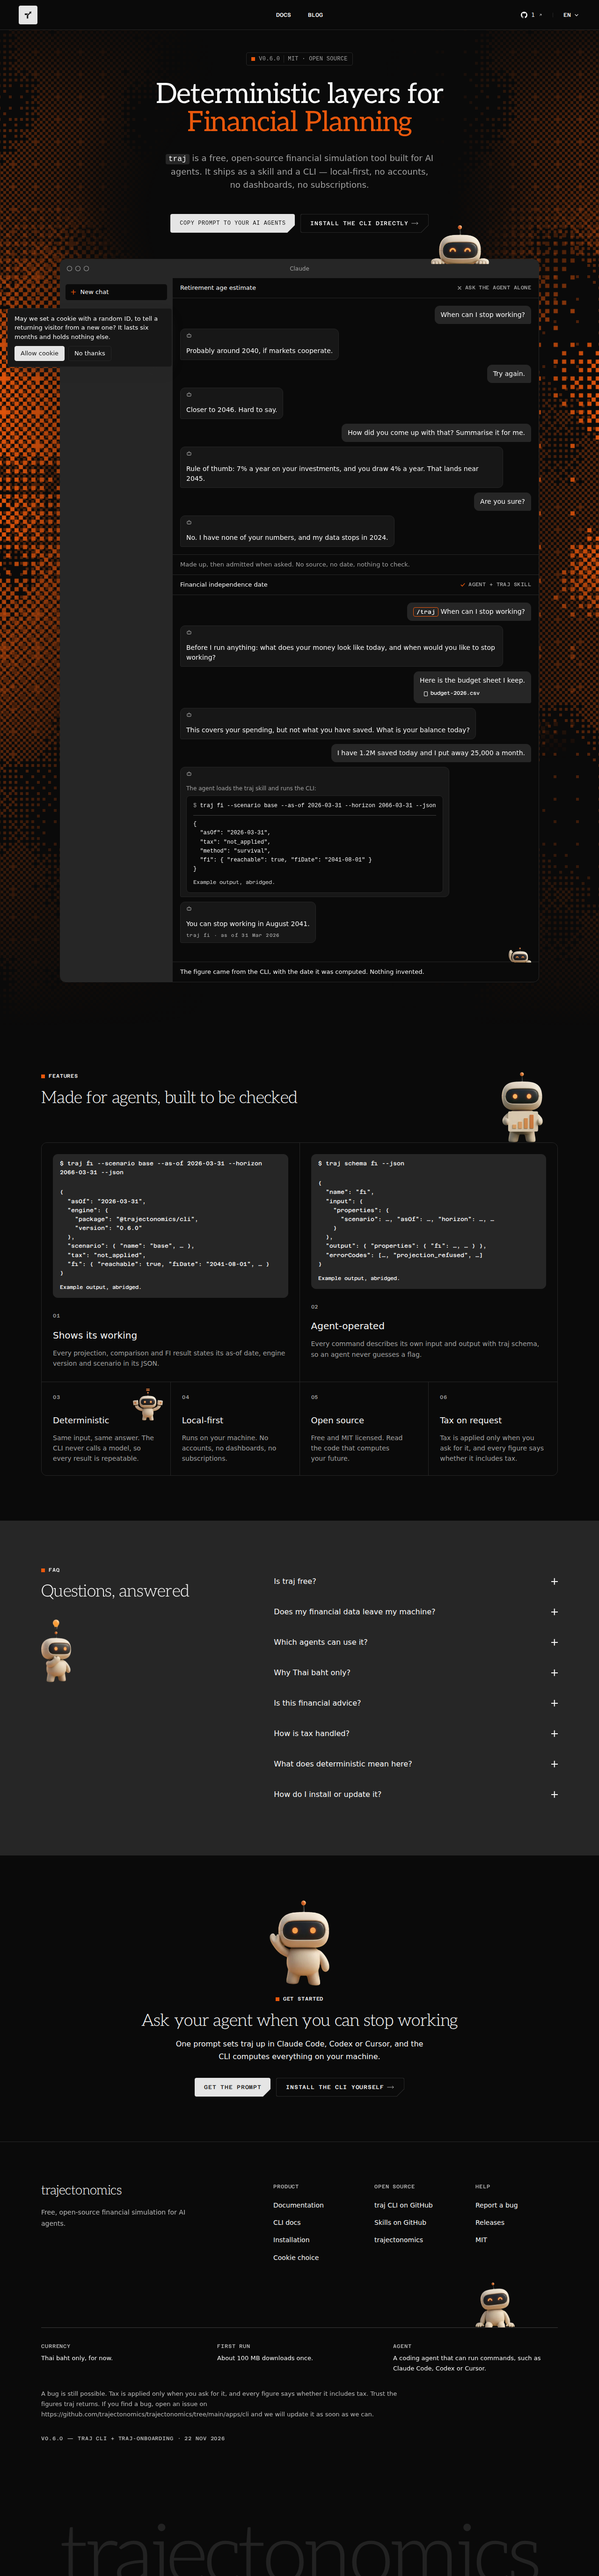 DOCS
BLOG
1
EN
V0.6.0 | MIT · OPEN SOURCE
Deterministic layers for
Financial Planning
traj is a free, open-source financial simulation tool built for AI
agents. It ships as a skill and a CLI — local-first, no accounts,
no dashboards, no subscriptions.
COPY PROMPT TO YOUR AI AGENTS
INSTALL THE CLI DIRECTLY →
Claude
+ New chat
May we set a cookie with a random ID, to tell a
returning visitor from a new one? It lasts six
months and holds nothing else.
Allow cookie
No thanks
Retirement age estimate
ASK THE AGENT ALONE
When can I stop working?
Probably around 2040, if markets cooperate.
Try again.
Closer to 2046. Hard to say.
How did you come up with that? Summarise it for me.
Rule of thumb: 7% a year on your investments, and you draw 4% a year. That lands near
2045.
Are you sure?
No. I have none of your numbers, and my data stops in 2024.
Made up, then admitted when asked. No source, no date, nothing to check.
Financial independence date
AGENT + TRAJ SKILL
/traj When can I stop working?
Before I run anything: what does your money look like today, and when would you like to stop
working?
Here is the budget sheet I keep.
budget-2026.csv
This covers your spending, but not what you have saved. What is your balance today?
I have 1.2M saved today and I put away 25,000 a month.
The agent loads the traj skill and runs the CLI:
$ traj fi --scenario base --as-of 2026-03-31 --horizon 2066-03-31 --json
{
"asOf": "2026-03-31",
"tax": "not_applied",
"method": "survival",
"fi": { "reachable": true, "fiDate": "2041-08-01" }
}
Example output, abridged.
You can stop working in August 2041.
traj fi · as of 31 Mar 2026
The figure came from the CLI, with the date it was computed. Nothing invented.
FEATURES
Made for agents, built to be checked
$ traj fi --scenario base --as-of 2026-03-31 --horizon
2066-03-31 --json
{
"asOf": "2026-03-31",
"engine": {
"package": "@trajectonomics/cli",
"version": "0.6.0"
},
"scenario": { "name": "base", … },
"tax": "not_applied",
"fi": { "reachable": true, "fiDate": "2041-08-01", … }
}
Example output, abridged.
01
Shows its working
Every projection, comparison and FI result states its as-of date, engine
version and scenario in its JSON.
$ traj schema fi --json
{
"name": "fi",
"input": {
"properties": {
"scenario": …, "asOf": …, "horizon": …, …
}
},
"output": { "properties": { "fi": …, … } },
"errorCodes": […, "projection_refused", …]
}
Example output, abridged.
02
Agent-operated
Every command describes its own input and output with traj schema,
so an agent never guesses a flag.
03
Deterministic
Same input, same answer. The
CLI never calls a model, so
every result is repeatable.
04
Local-first
Runs on your machine. No
accounts, no dashboards, no
subscriptions.
05
Open source
Free and MIT licensed. Read
the code that computes
your future.
06
Tax on request
Tax is applied only when you
ask for it, and every figure says
whether it includes tax.
FAQ
Questions, answered
Is traj free?
Does my financial data leave my machine?
Which agents can use it?
Why Thai baht only?
Is this financial advice?
How is tax handled?
What does deterministic mean here?
How do I install or update it?
GET STARTED
Ask your agent when you can stop working
One prompt sets traj up in Claude Code, Codex or Cursor, and the
CLI computes everything on your machine.
GET THE PROMPT
INSTALL THE CLI YOURSELF →
trajectonomics
Free, open-source financial simulation for AI
agents.
PRODUCT
Documentation
CLI docs
Installation
Cookie choice
OPEN SOURCE
traj CLI on GitHub
Skills on GitHub
trajectonomics
HELP
Report a bug
Releases
MIT
CURRENCY
Thai baht only, for now.
FIRST RUN
About 100 MB downloads once.
AGENT
A coding agent that can run commands, such as
Claude Code, Codex or Cursor.
A bug is still possible. Tax is applied only when you ask for it, and every figure says whether it includes tax. Trust the
figures traj returns. If you find a bug, open an issue on
https://github.com/trajectonomics/trajectonomics/tree/main/apps/cli and we will update it as soon as we can.
V0.6.0 — TRAJ CLI + TRAJ-ONBOARDING · 22 NOV 2026
trajectonomics